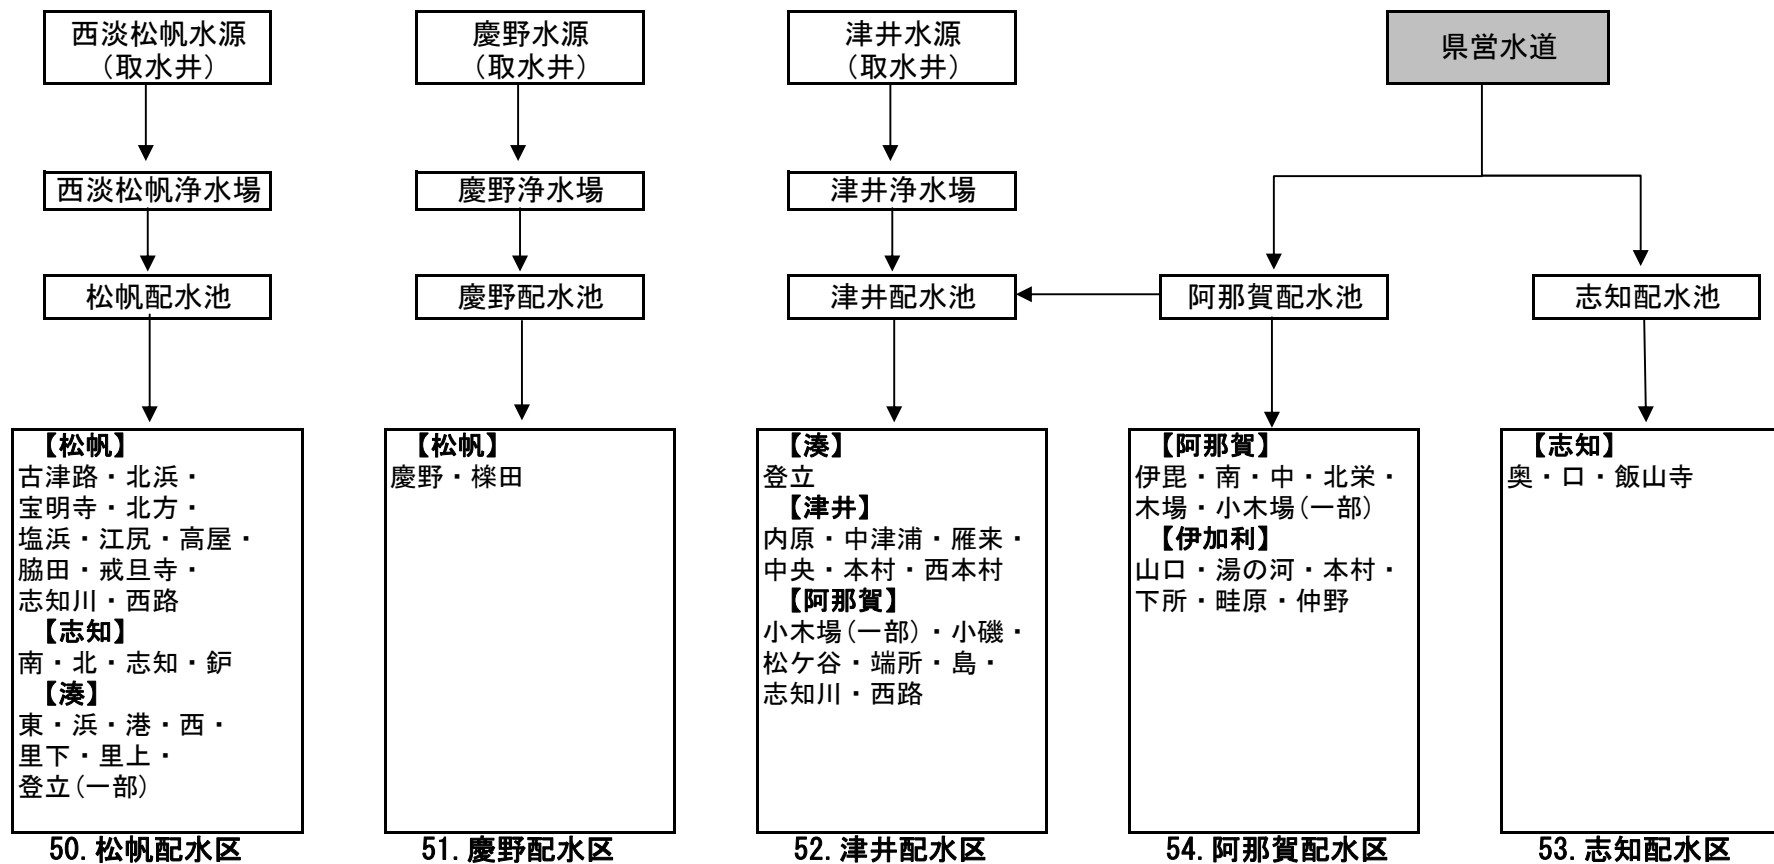 西淡松帆水源
（取水井）
慶野水源
（取水井）
津井水源
（取水井）
県営水道
西淡松帆浄水場
慶野浄水場
津井浄水場
松帆配水池
慶野配水池
津井配水池
阿那賀配水池
志知配水池
【松帆】
古津路・北浜・
宝明寺・北方・
塩浜・江尻・高屋・
脇田・戒旦寺・
志知川・西路
【志知】
南・北・志知・鈩
【湊】
東・浜・港・西・
里下・里上・
登立(一部)
50.松帆配水区
【松帆】
慶野・櫟田
51.慶野配水区
【湊】
登立
【津井】
内原・中津浦・雁来・
中央・本村・西本村
【阿那賀】
小木場(一部)・小磯・
松ケ谷・端所・島・
志知川・西路
52.津井配水区
【阿那賀】
伊毘・南・中・北栄・
木場・小木場(一部)
【伊加利】
山口・湯の河・本村・
下所・畦原・仲野
54.阿那賀配水区
【志知】
奥・口・飯山寺
53.志知配水区